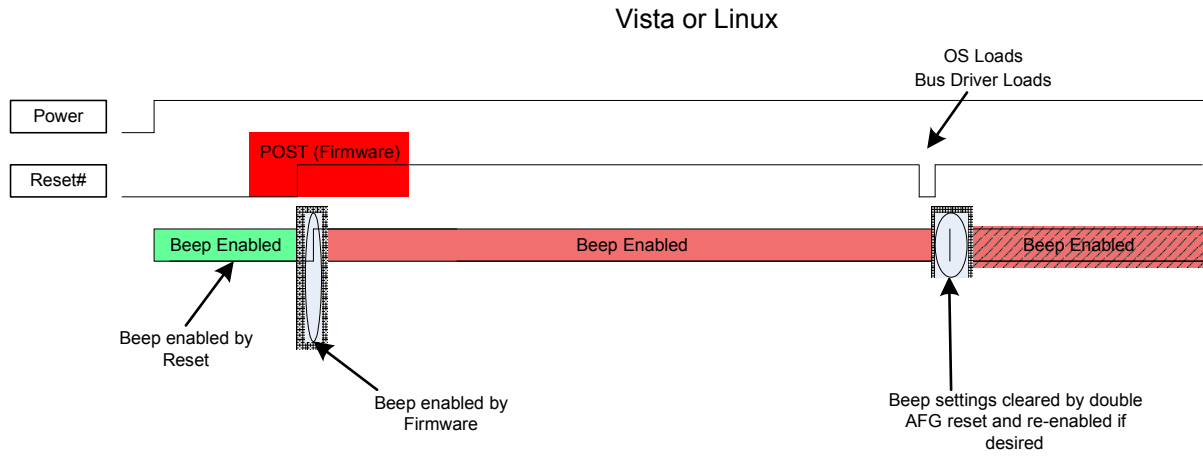 Vista or Linux
OS Loads
Bus Driver Loads
Power
POST (Firmware)
Reset#
Beep Enabled
Beep Enabled
Beep Enabled
Beep enabled by
Reset
Beep enabled by
Firmware
Beep settings cleared by double
AFG reset and re-enabled if
desired